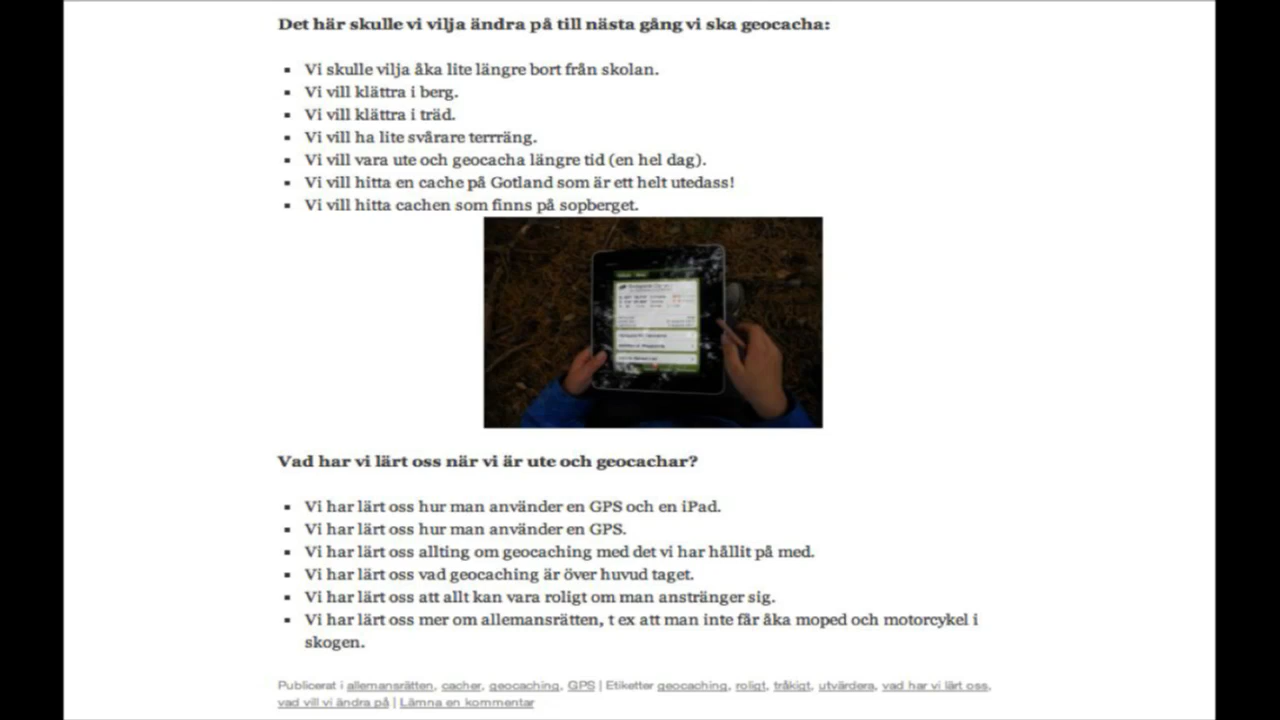 Det här skulle vi vilja ändra på till nästa gång vi ska geocacha:
Vi skulle vilja åka lite längre bort från skolan.
Vi vill klättra i berg.
Vi vill klättra i träd.
Vi vill ha lite svårare terrräng.
Vi vill vara ute och geocacha längre tid (en hel dag).
Vi vill hitta en cache på Gotland som är ett helt utedass!
Vi vill hitta cachen som finns på sopberget.
Vad har vi lärt oss när vi är ute och geocachar?
Vi har lärt oss hur man använder en GPS och en iPad.
Vi har lärt oss hur man använder en GPS.
Vi har lärt oss allting om geocaching med det vi har hållit på med.
Vi har lärt oss vad geocaching är över huvud taget.
Vi har lärt oss att allt kan vara roligt om man anstränger sig.
Vi har lärt oss mer om allemansrätten, t ex att man inte får åka moped och motorcykel i
skogen.
Publicerat i allemansrätten, cacher, geocaching, GPS | Etiketter geocaching, roligt, tråkigt, utvärdera, vad har vi lärt oss,
vad vill vi ändra på | Lämna en kommentar